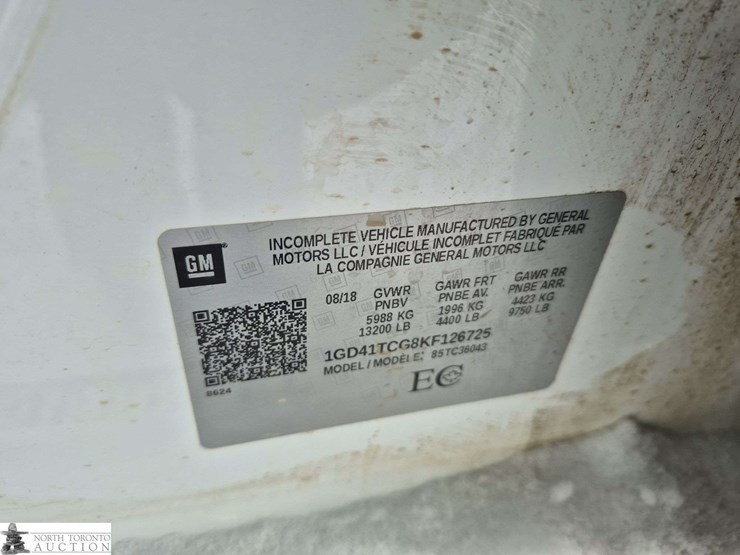 GM
INCOMPLETE VEHICLE MANUFACTURED BY GENERAL
MOTORS LLC / VÉHICULE INCOMPLET FABRIQUÉ PAR
LA COMPAGNIE GENERAL MOTORS LLC
08/18 GVWR GAWR FRT GAWR RR
PNBV PNBE AV. PNBE ARR.
5988 KG 1996 KG 4423 KG
13200 LB 4400 LB 9750 LB
1GD41TCG8KF126725
MODEL / MODÈLE: 85TC36043
B624
EC
NORTH TORONTO
AUCTION